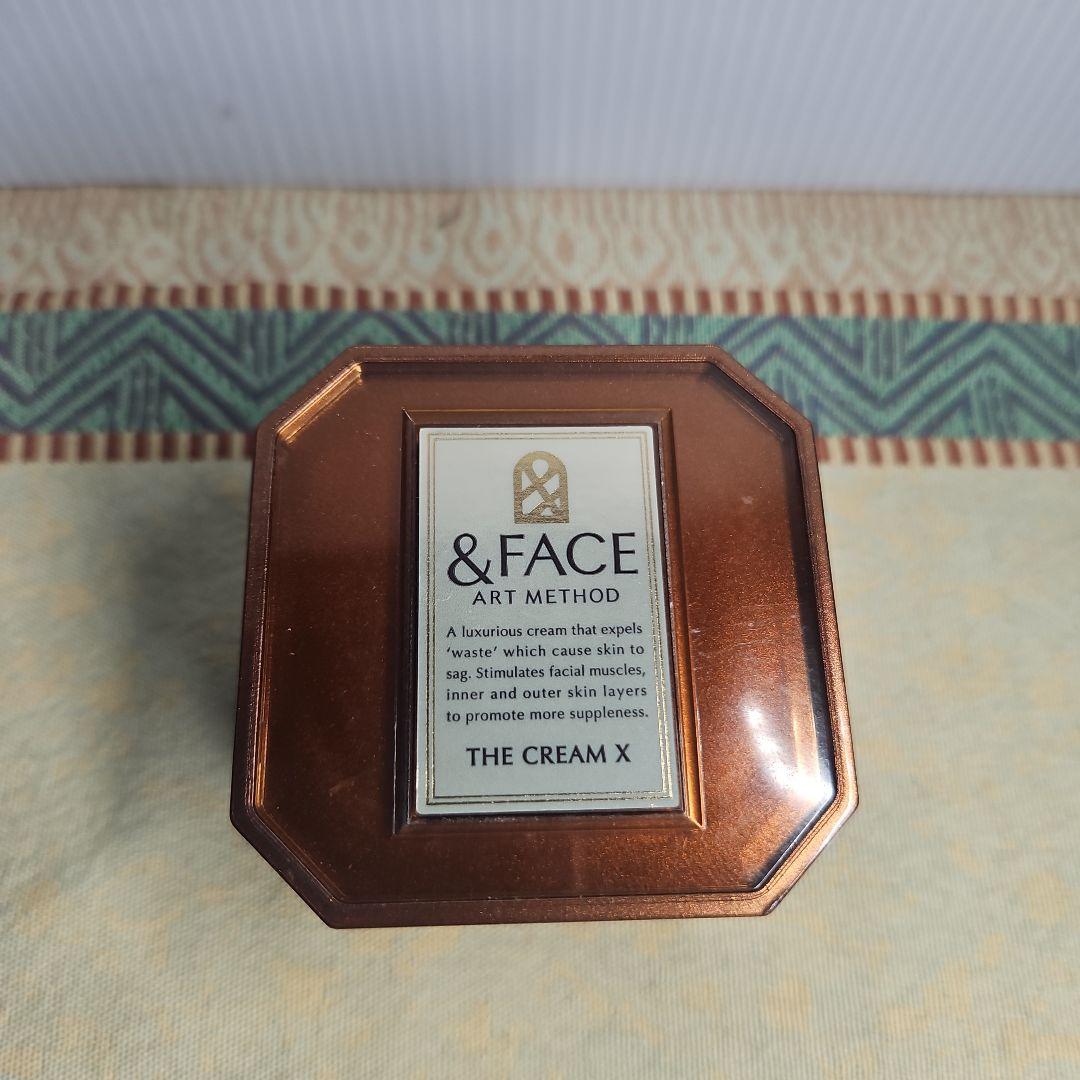 &FACE
ART METHOD
A luxurious cream that expels
'waste' which cause skin to
sag. Stimulates facial muscles,
inner and outer skin layers
to promote more suppleness.
THE CREAM X